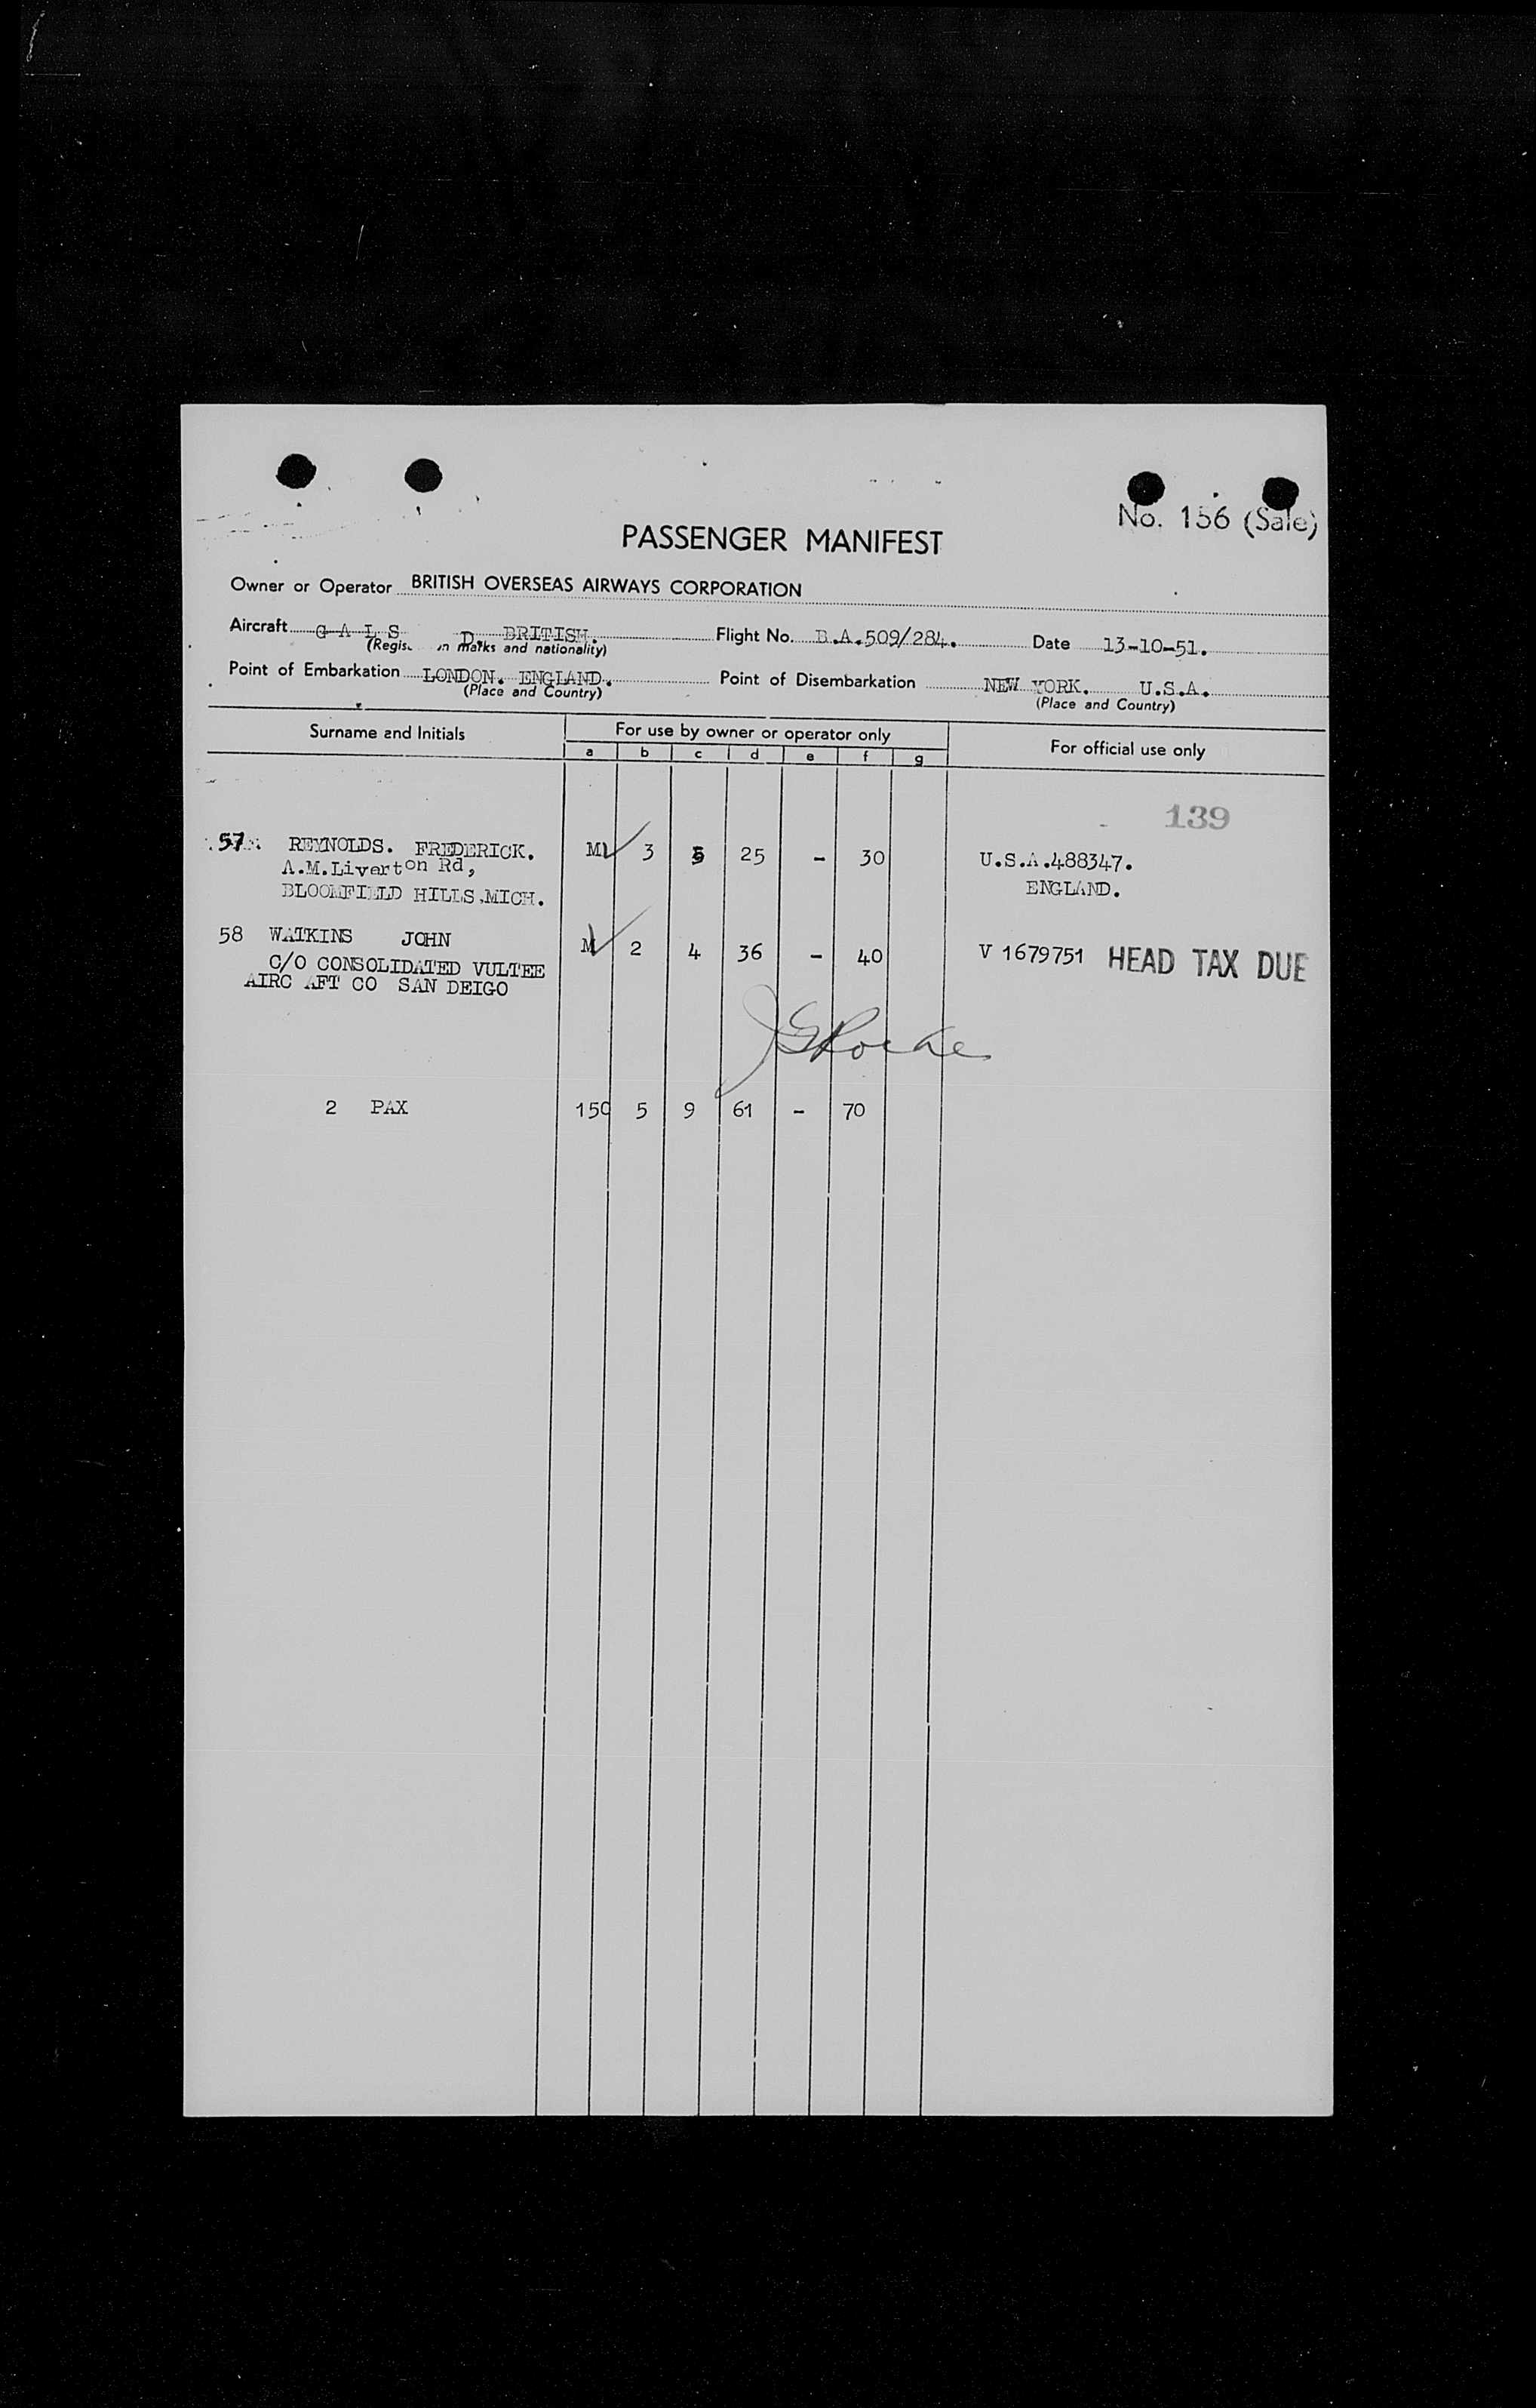 No. 156 (Sale)
PASSENGER MANIFEST
Owner or Operator BRITISH OVERSEAS AIRWAYS CORPORATION
Aircraft G A L S D. BRITISH. Flight No. B.A.509/284. Date 13-10-51.
(Regis. n marks and nationality)
Point of Embarkation LONDON. ENGLAND. Point of Disembarkation NEW YORK. U.S.A.
(Place and Country) (Place and Country)
Surname and Initials For use by owner or operator only For official use only
a b c d e f g
139
57 REYNOLDS. FREDERICK. M 3 5 25 - 30 U.S.A.488347.
A.M.Liverton Rd, ENGLAND.
BLOOMFIELD HILLS.MICH.
58 WATKINS JOHN M 2 4 36 - 40 V 1679751 HEAD TAX DUE
C/O CONSOLIDATED VULTEE
AIRC AFT CO SAN DEIGO
2 PAX 150 5 9 61 - 70